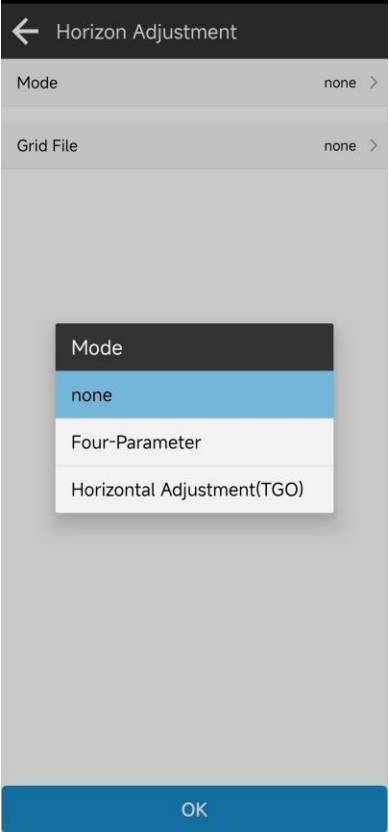 Horizon Adjustment
Mode none
Grid File none
Mode
none
Four-Parameter
Horizontal Adjustment(TGO)
OK